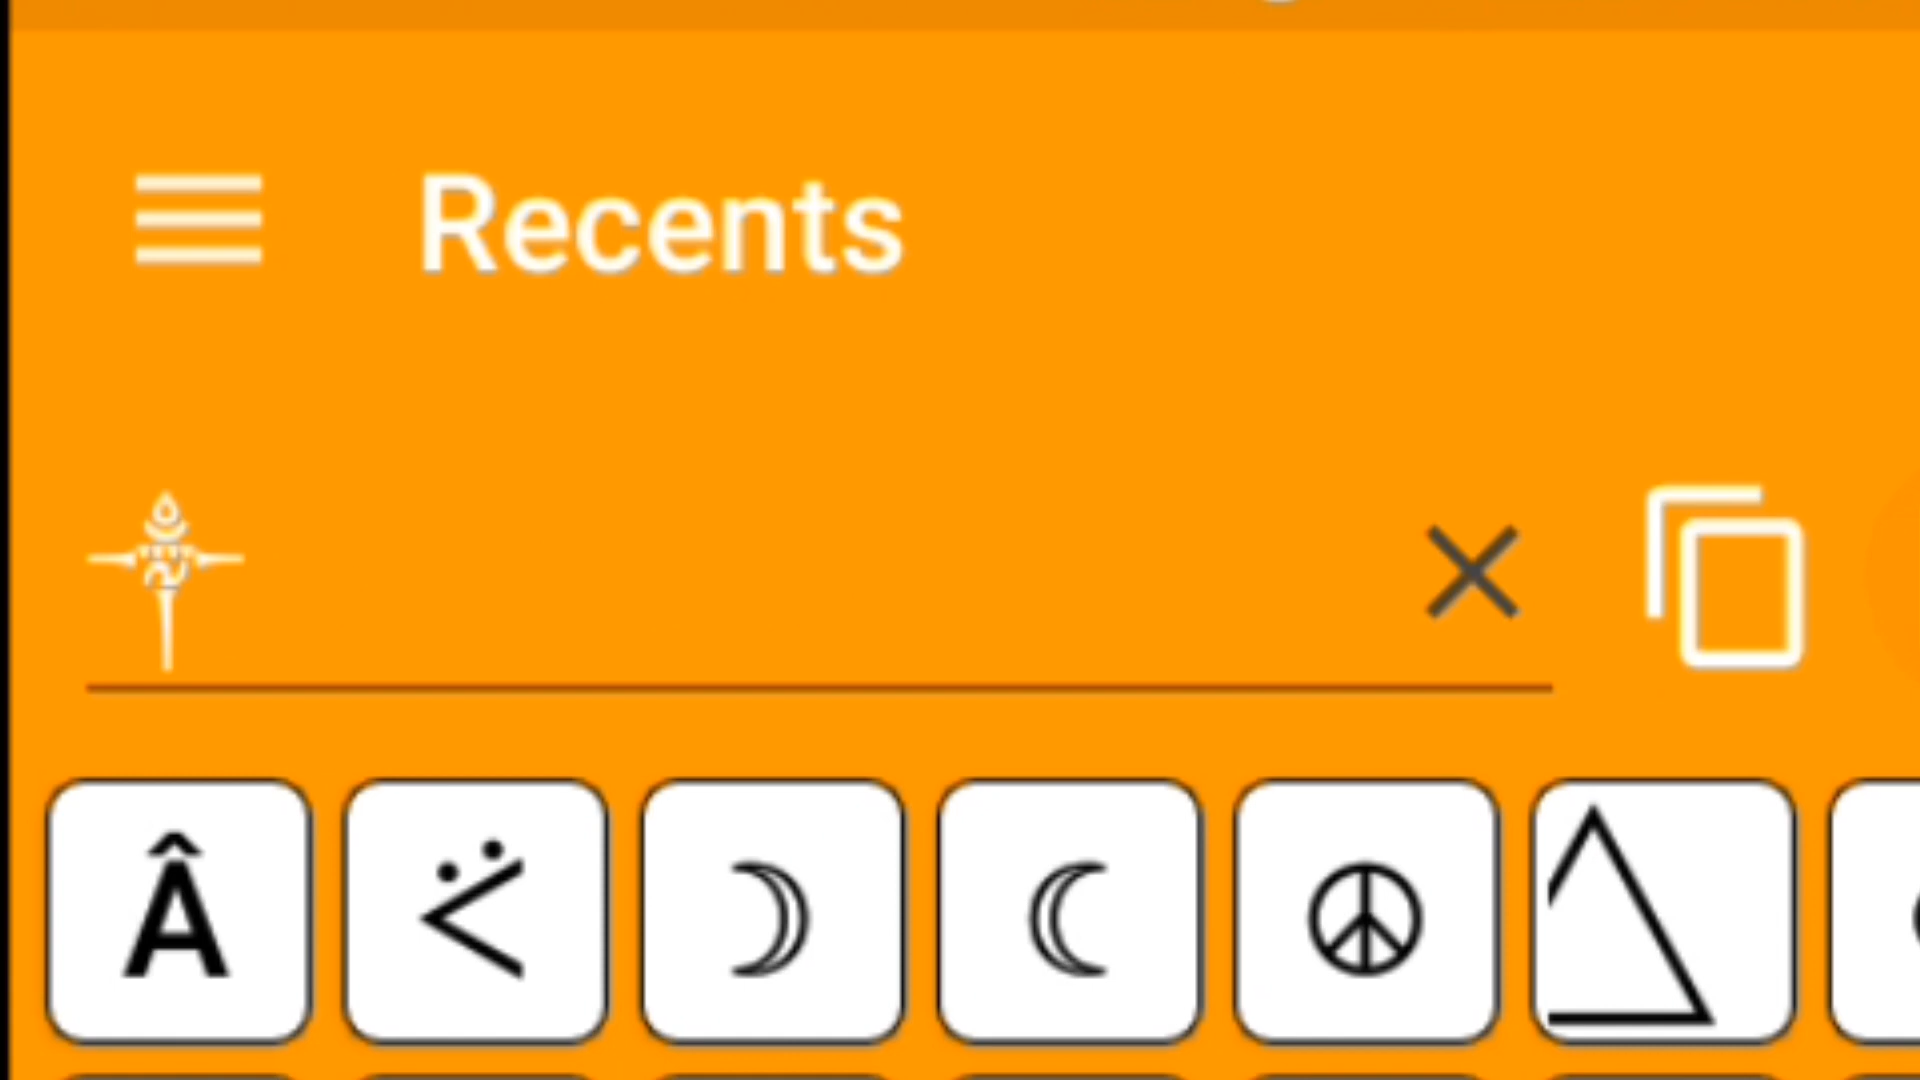 Recents
༒
Â ☽ ☾ ☮